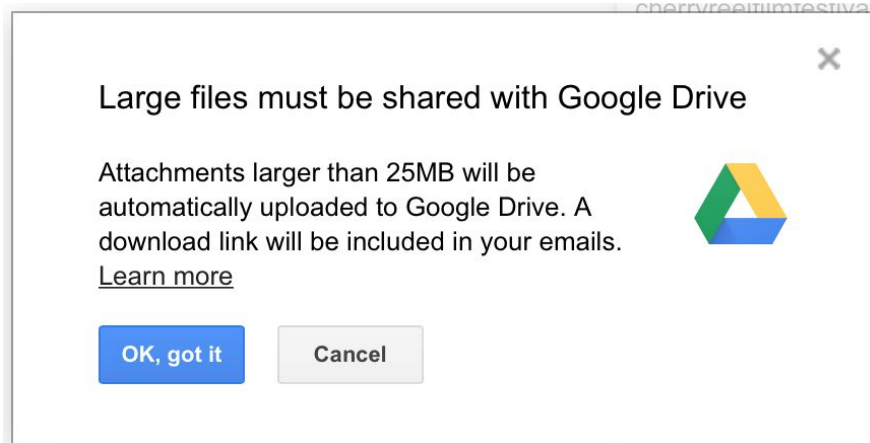 cherryreelfilmfestiva
Large files must be shared with Google Drive
Attachments larger than 25MB will be
automatically uploaded to Google Drive. A
download link will be included in your emails.
Learn more
OK, got it
Cancel